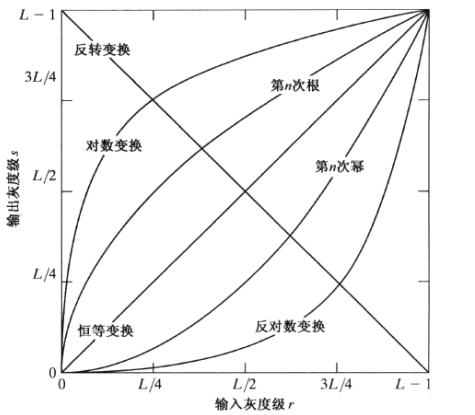 L − 1
反转变换
3L/4
第n次根
对数变换
第n次幂
输出灰度级 s
L/2
L/4
恒等变换
反对数变换
0
0
L/4
L/2
3L/4
L − 1
输入灰度级 r